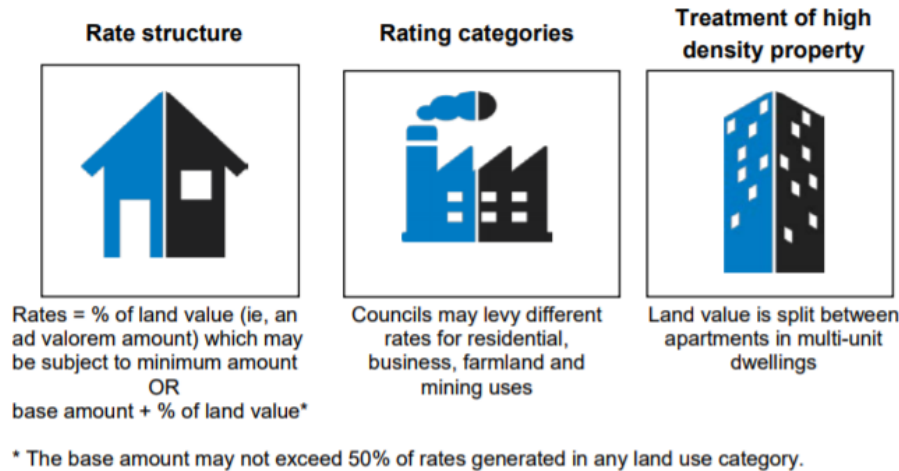 Rate structure
Rating categories
Treatment of high
density property
Rates = % of land value (ie, an
ad valorem amount) which may
be subject to minimum amount
OR
base amount + % of land value*
Councils may levy different
rates for residential,
business, farmland and
mining uses
Land value is split between
apartments in multi-unit
dwellings
* The base amount may not exceed 50% of rates generated in any land use category.